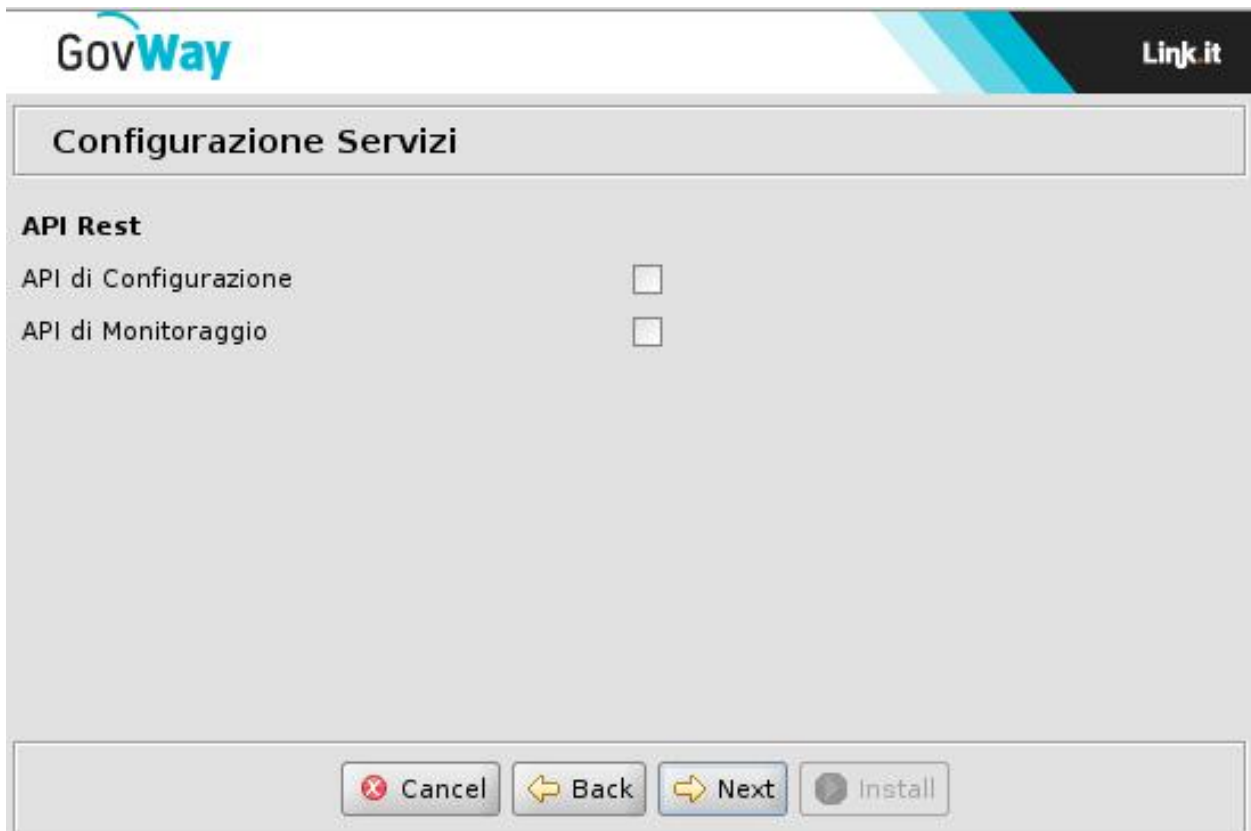 GovWay
Link.it
Configurazione Servizi
API Rest
API di Configurazione
API di Monitoraggio
Cancel Back Next Install